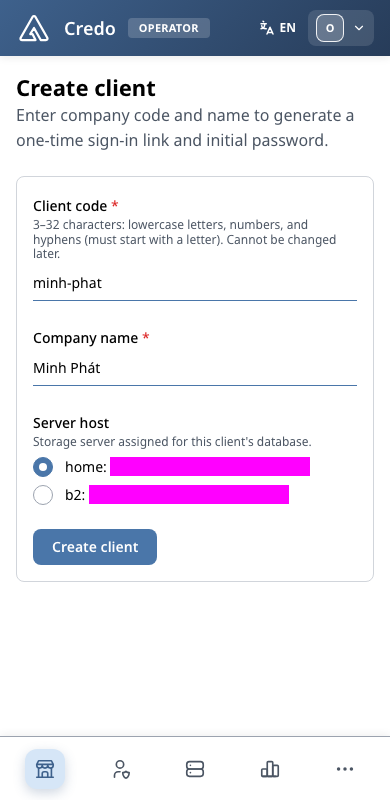 Credo OPERATOR EN O
Create client
Enter company code and name to generate a
one-time sign-in link and initial password.
Client code *
3–32 characters: lowercase letters, numbers, and
hyphens (must start with a letter). Cannot be changed
later.
minh-phat
Company name *
Minh Phát
Server host
Storage server assigned for this client's database.
home:
b2:
Create client